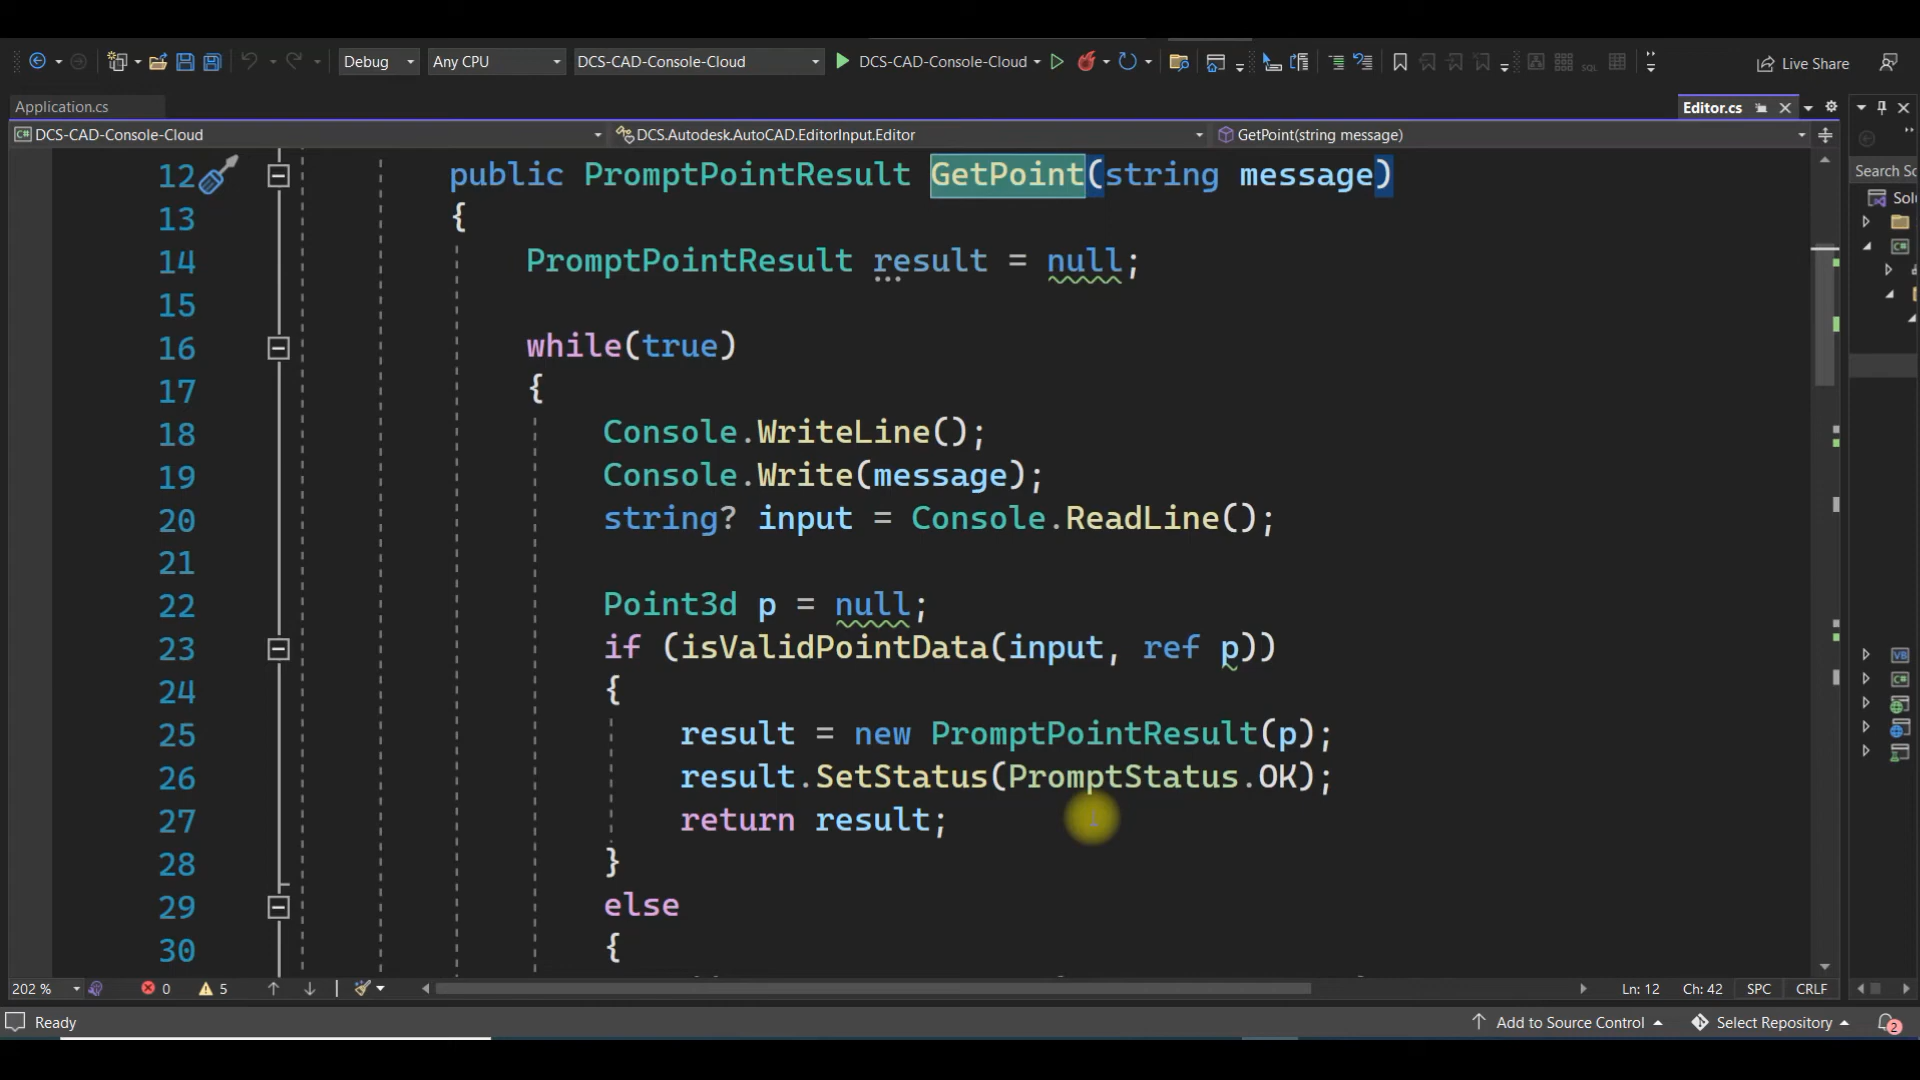 Debug Any CPU DCS-CAD-Console-Cloud DCS-CAD-Console-Cloud Live Share
Application.cs Editor.cs
DCS-CAD-Console-Cloud DCS.Autodesk.AutoCAD.EditorInput.Editor GetPoint(string message)
12 public PromptPointResult GetPoint(string message)
13 {
14 PromptPointResult result = null;
15
16 while(true)
17 {
18 Console.WriteLine();
19 Console.Write(message);
20 string? input = Console.ReadLine();
21
22 Point3d p = null;
23 if (isValidPointData(input, ref p))
24 {
25 result = new PromptPointResult(p);
26 result.SetStatus(PromptStatus.OK);
27 return result;
28 }
29 else
30 {
Search So
Solu
VB
202 % 0 5 Ln: 12 Ch: 42 SPC CRLF
Ready Add to Source Control Select Repository 2